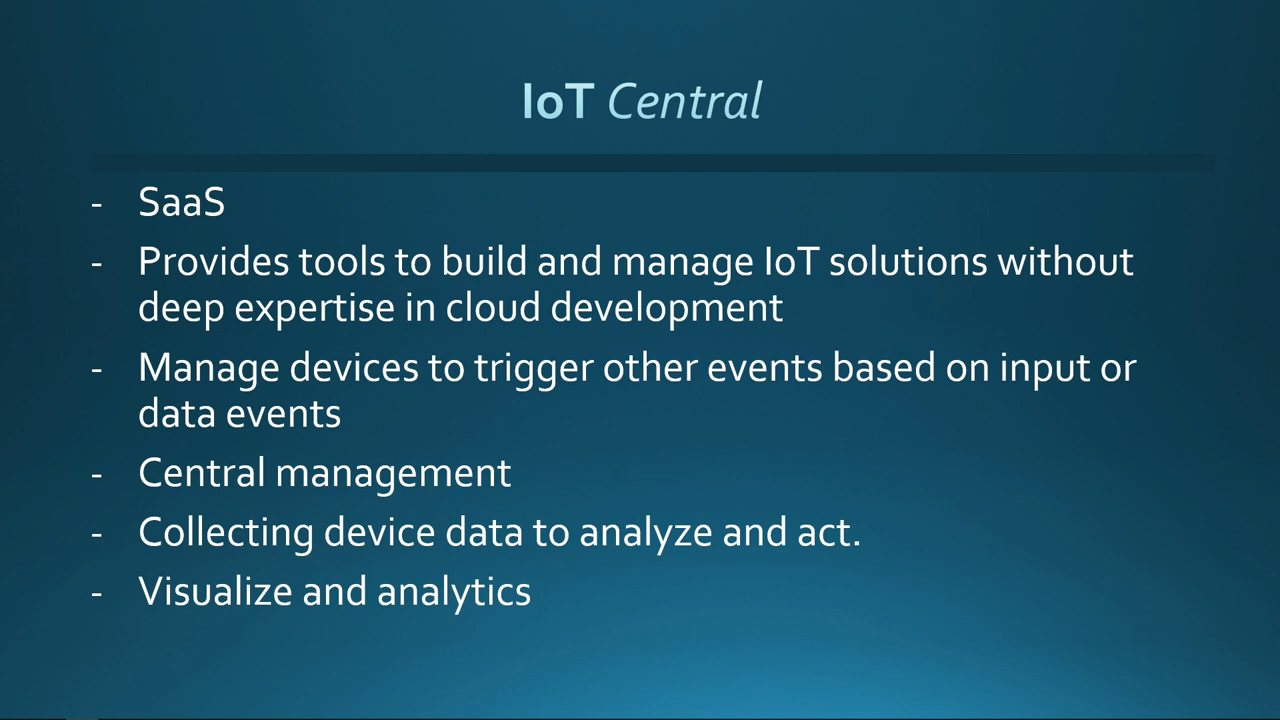 IoT Central
- SaaS
- Provides tools to build and manage IoT solutions without
deep expertise in cloud development
- Manage devices to trigger other events based on input or
data events
- Central management
- Collecting device data to analyze and act.
- Visualize and analytics